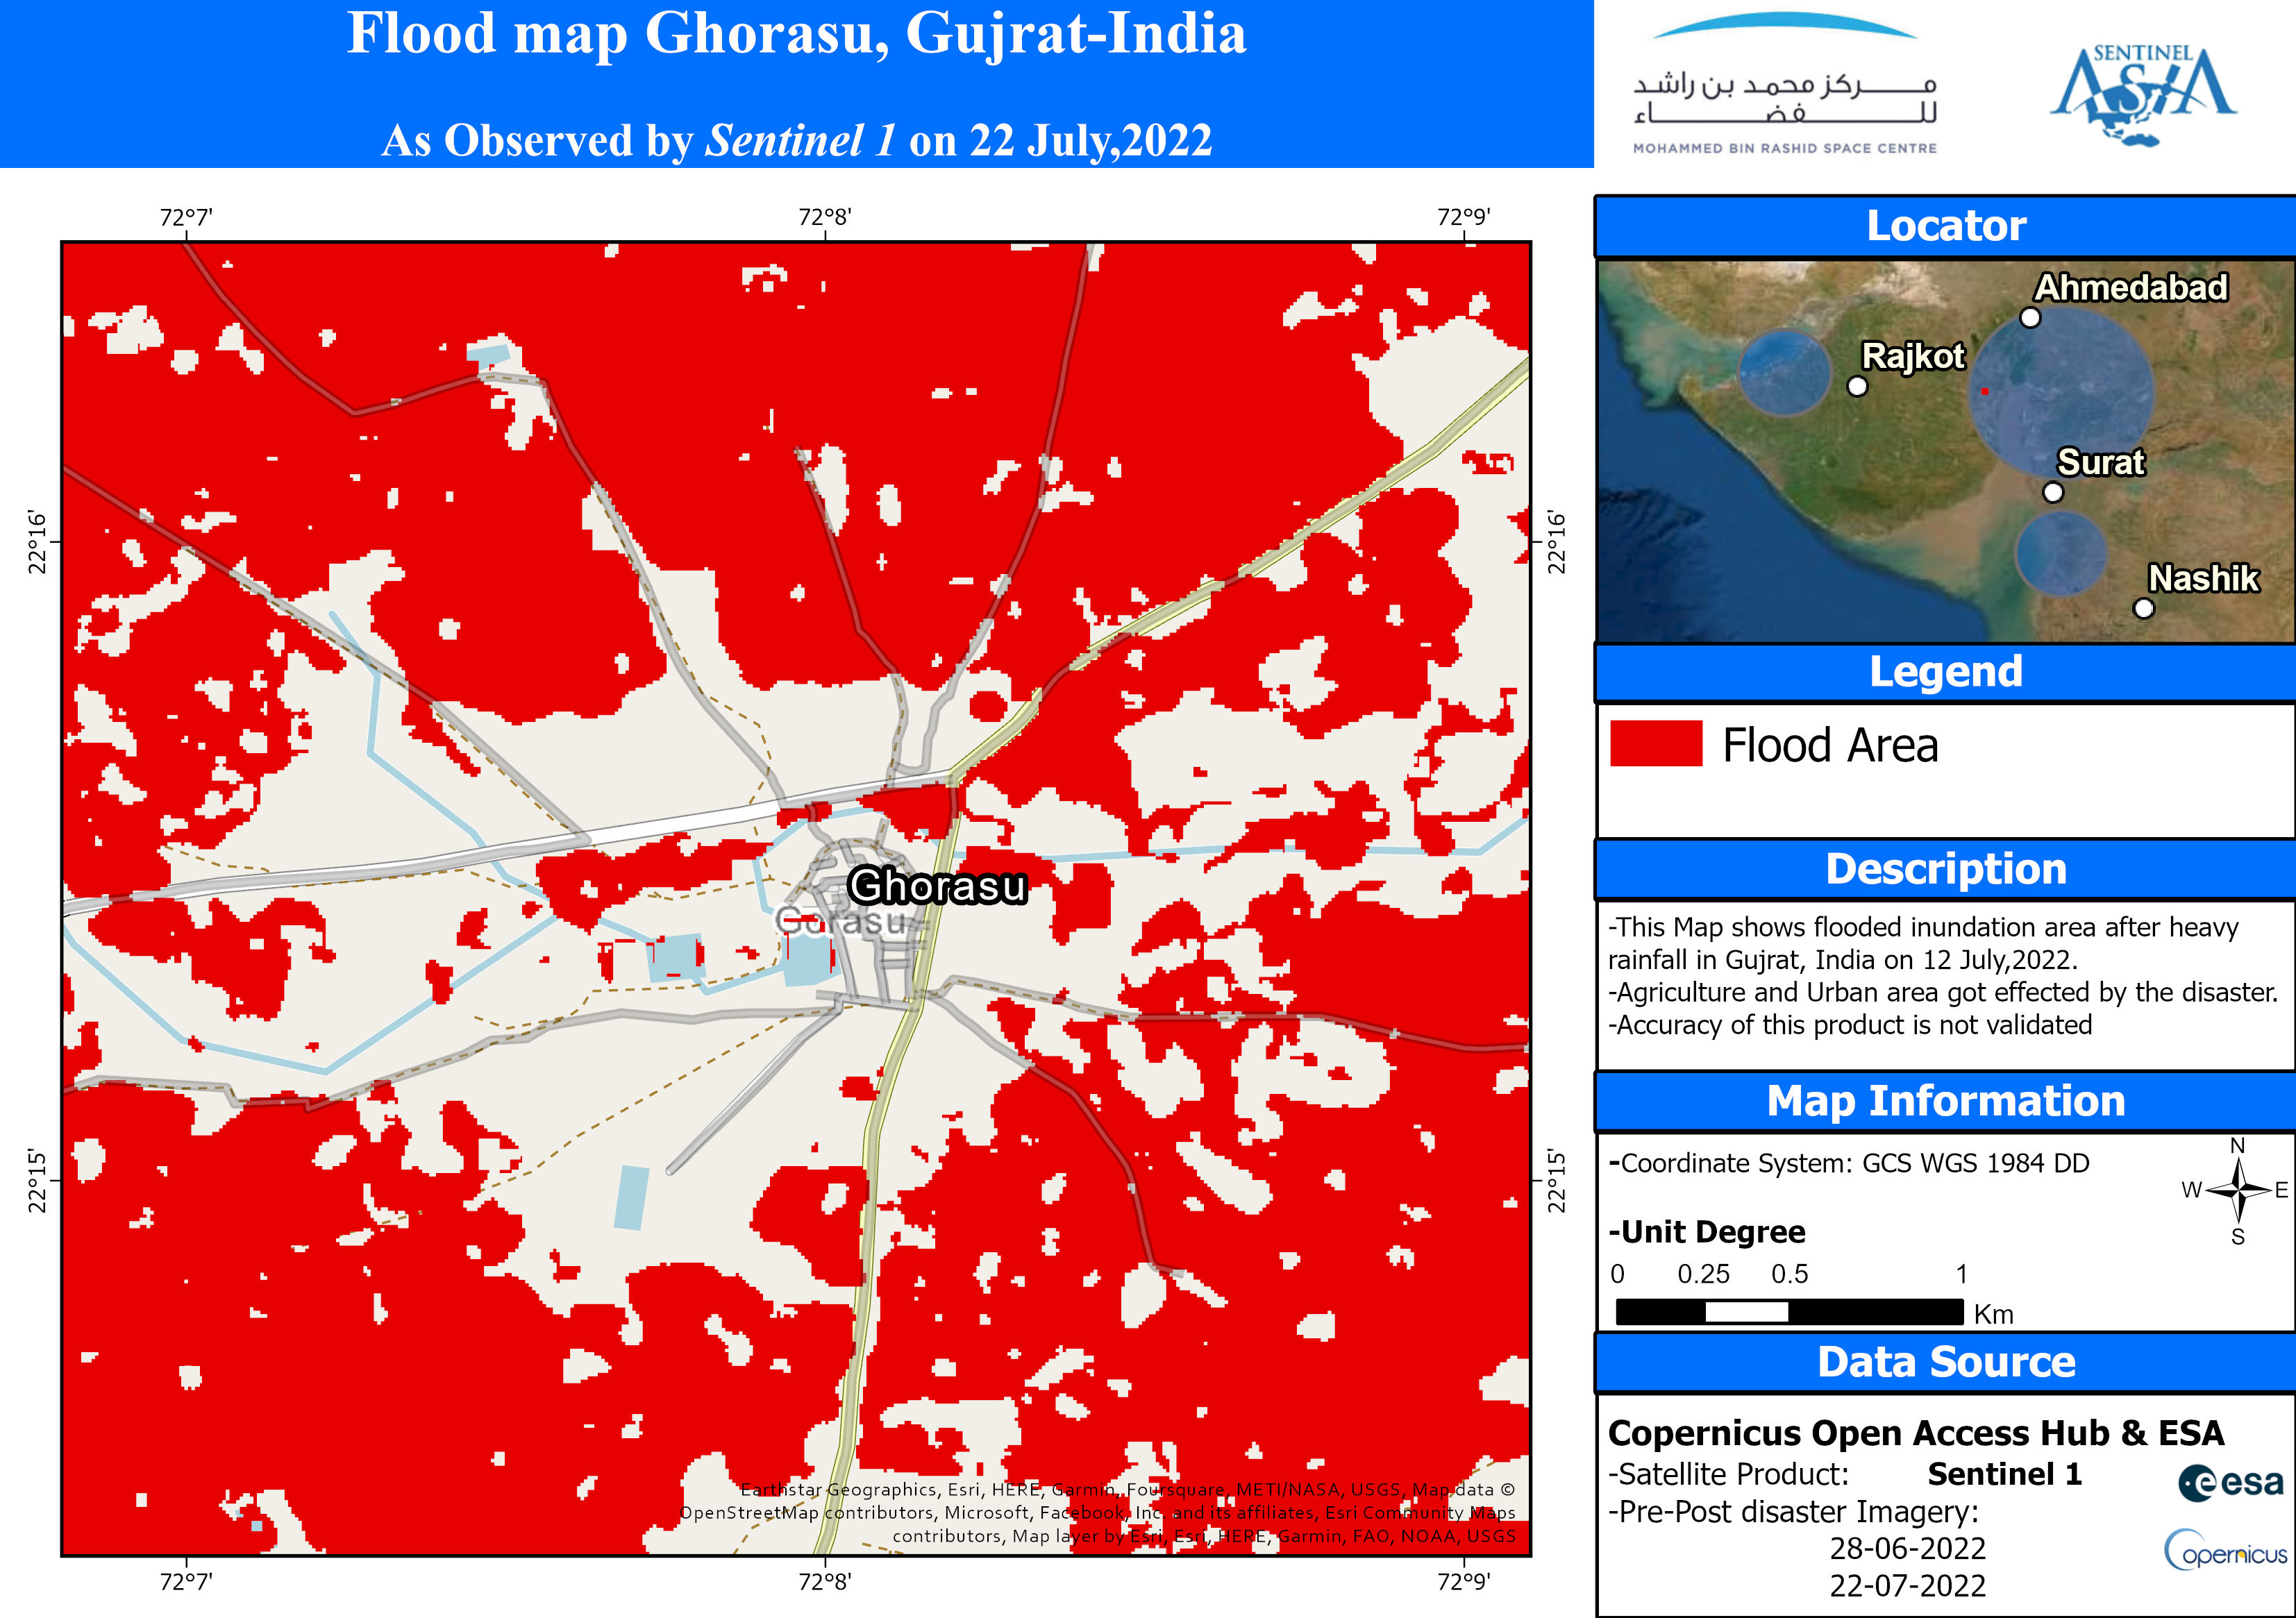 Flood map Ghorasu, Gujrat-India
As Observed by Sentinel 1 on 22 July,2022
مركز محمد بن راشد
للفضاء
MOHAMMED BIN RASHID SPACE CENTRE
SENTINEL
ASIA
72°7' 72°8' 72°9'
22°16' 22°16'
22°15' 22°15'
Ghorasu
Gorasu
Earthstar Geographics, Esri, HERE, Garmin, Foursquare, METI/NASA, USGS, Map data ©
OpenStreetMap contributors, Microsoft, Facebook, Inc. and its affiliates, Esri Community Maps
contributors, Map layer by Esri, Esri, HERE, Garmin, FAO, NOAA, USGS
72°7' 72°8' 72°9'
Locator
Ahmedabad
Rajkot
Surat
Nashik
Legend
Flood Area
Description
-This Map shows flooded inundation area after heavy
rainfall in Gujrat, India on 12 July,2022.
-Agriculture and Urban area got effected by the disaster.
-Accuracy of this product is not validated
Map Information
-Coordinate System: GCS WGS 1984 DD
N
W E
S
-Unit Degree
0 0.25 0.5 1
Km
Data Source
Copernicus Open Access Hub & ESA
-Satellite Product: Sentinel 1
-Pre-Post disaster Imagery:
28-06-2022
22-07-2022
esa
opernicus